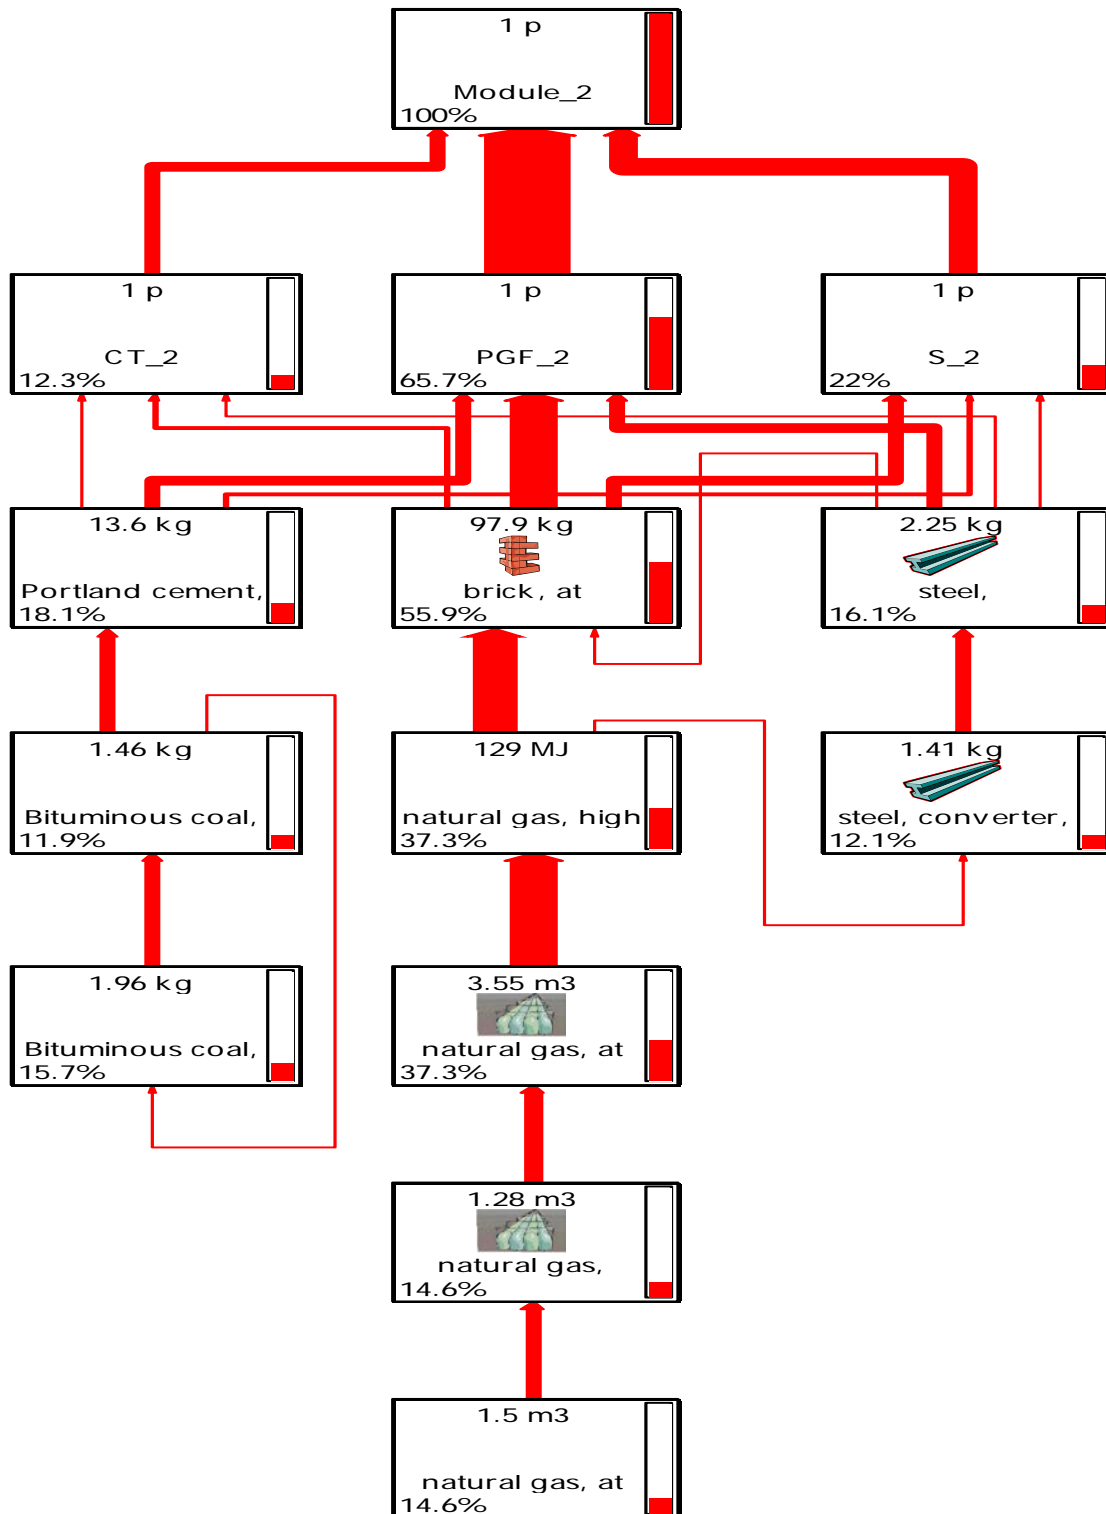 1 p
Module_2
100%
1 p
CT_2
12.3%
1 p
PGF_2
65.7%
1 p
S_2
22%
13.6 kg
Portland cement,
18.1%
97.9 kg
brick, at
55.9%
2.25 kg
steel,
16.1%
1.46 kg
Bituminous coal,
11.9%
129 MJ
natural gas, high
37.3%
1.41 kg
steel, converter,
12.1%
1.96 kg
Bituminous coal,
15.7%
3.55 m3
natural gas, at
37.3%
1.28 m3
natural gas,
14.6%
1.5 m3
natural gas, at
14.6%